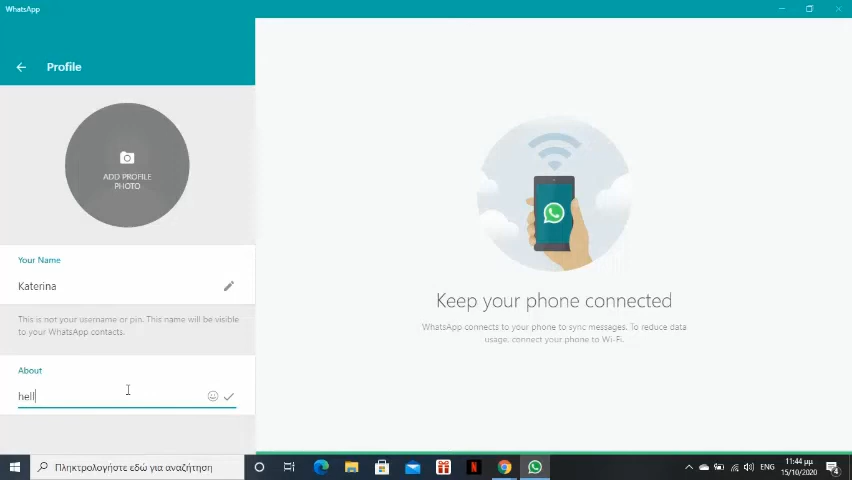 WhatsApp
Profile
ADD PROFILE
PHOTO
Your Name
Katerina
This is not your username or pin. This name will be visible
to your WhatsApp contacts.
About
hell
Keep your phone connected
WhatsApp connects to your phone to sync messages. To reduce data
usage, connect your phone to Wi-Fi.
Πληκτρολογήστε εδώ για αναζήτηση
N
ENG
11:44 μμ
15/10/2020
4